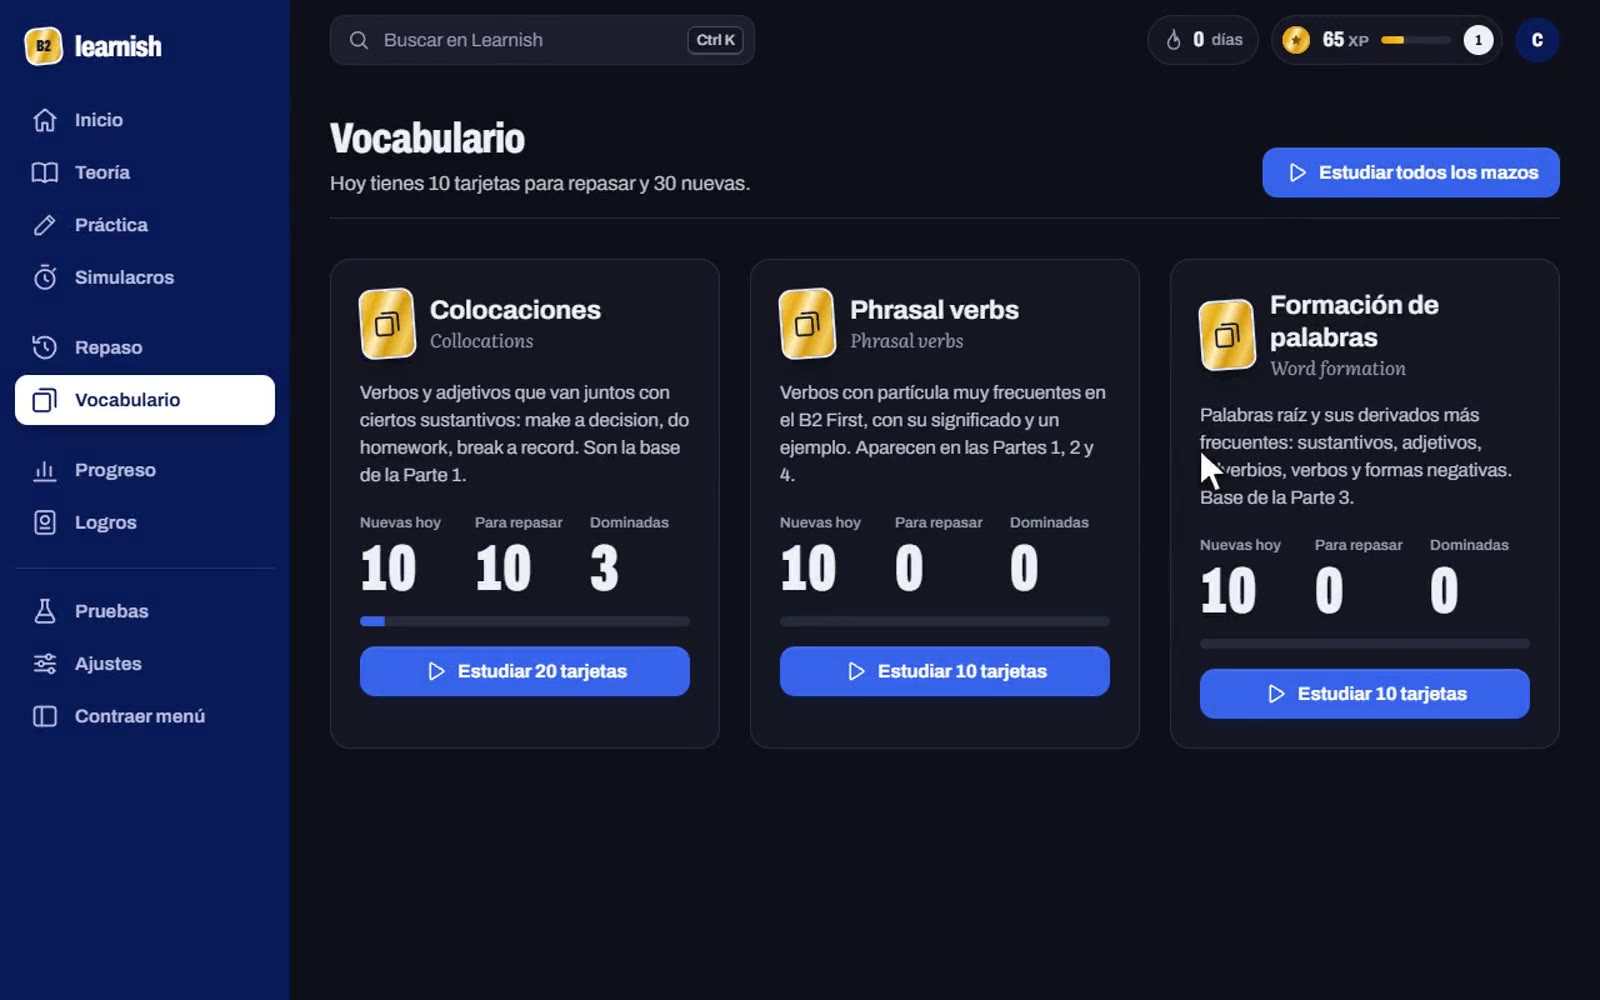 B2 learnish
Inicio
Teoría
Práctica
Simulacros
Repaso
Vocabulario
Progreso
Logros
Pruebas
Ajustes
Contraer menú
Buscar en Learnish
Ctrl K
0 días
65 XP
1
C
Vocabulario
Hoy tienes 10 tarjetas para repasar y 30 nuevas.
Estudiar todos los mazos
Colocaciones
Collocations
Verbos y adjetivos que van juntos con
ciertos sustantivos: make a decision, do
homework, break a record. Son la base
de la Parte 1.
Nuevas hoy
Para repasar
Dominadas
10
10
3
Estudiar 20 tarjetas
Phrasal verbs
Phrasal verbs
Verbos con partícula muy frecuentes en
el B2 First, con su significado y un
ejemplo. Aparecen en las Partes 1, 2 y
4.
Nuevas hoy
Para repasar
Dominadas
10
0
0
Estudiar 10 tarjetas
Formación de
palabras
Word formation
Palabras raíz y sus derivados más
frecuentes: sustantivos, adjetivos,
verbios, verbos y formas negativas.
Base de la Parte 3.
Nuevas hoy
Para repasar
Dominadas
10
0
0
Estudiar 10 tarjetas